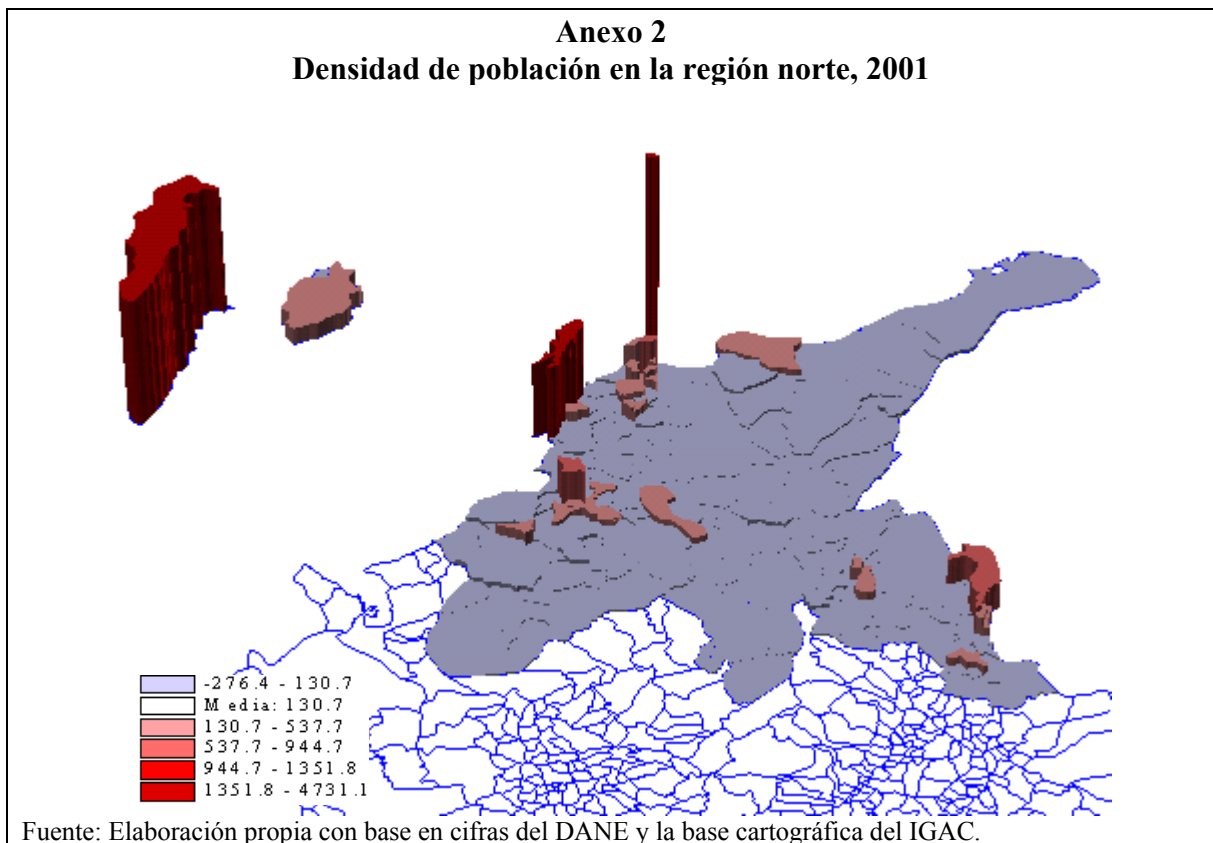 Anexo 2
Densidad de población en la región norte, 2001
-276.4 - 130.7
Media: 130.7
130.7 - 537.7
537.7 - 944.7
944.7 - 1351.8
1351.8 - 4731.1
Fuente: Elaboración propia con base en cifras del DANE y la base cartográfica del IGAC.